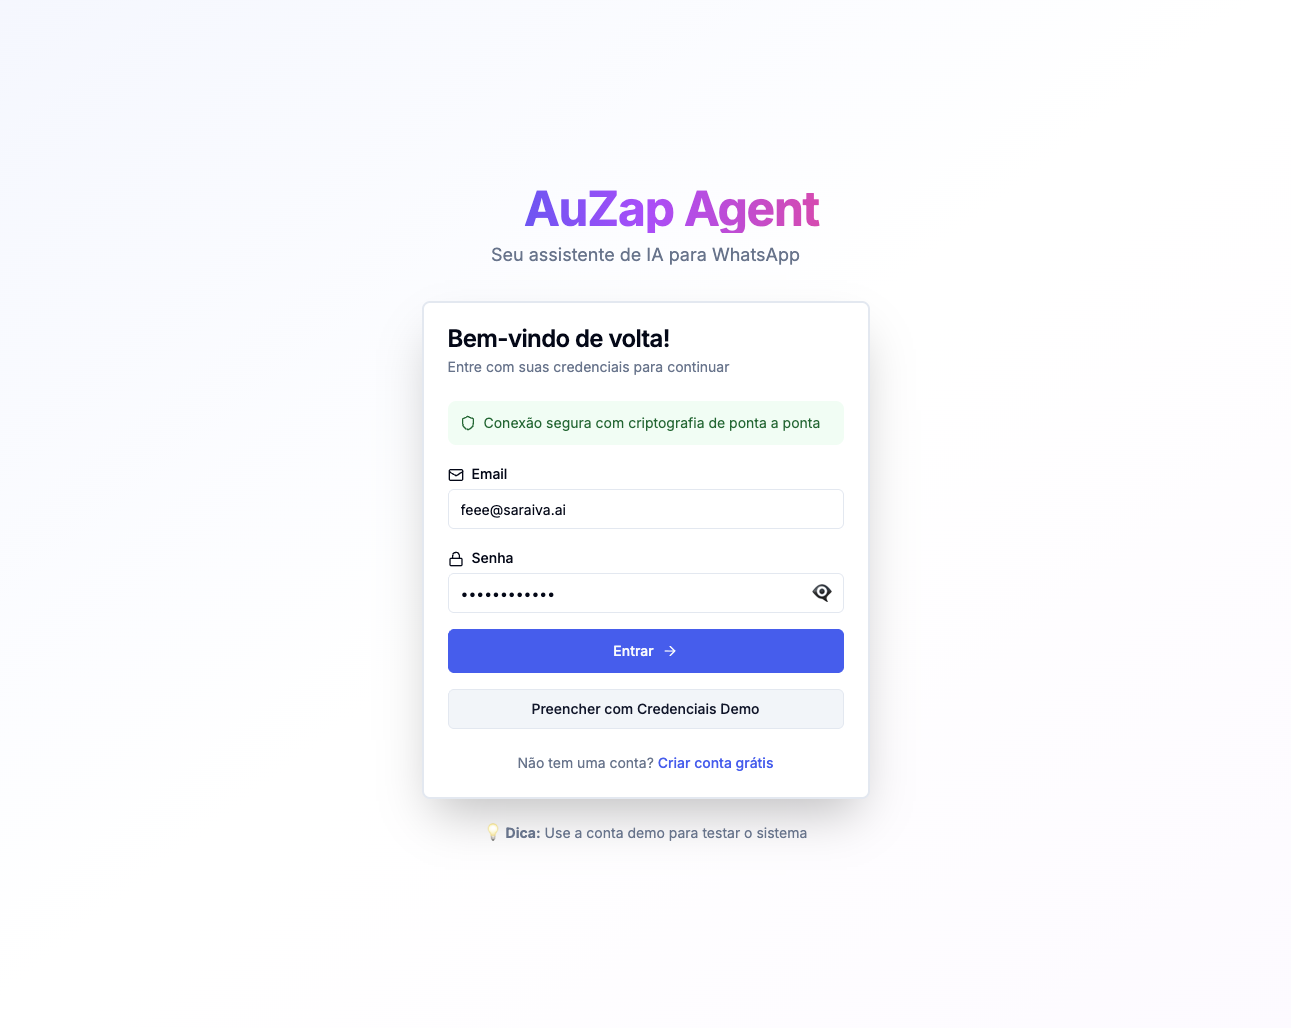 AuZap Agent
Seu assistente de IA para WhatsApp
Bem-vindo de volta!
Entre com suas credenciais para continuar
Conexão segura com criptografia de ponta a ponta
Email
feee@saraiva.ai
Senha
••••••••••••
Entrar →
Preencher com Credenciais Demo
Não tem uma conta? Criar conta grátis
💡 Dica: Use a conta demo para testar o sistema